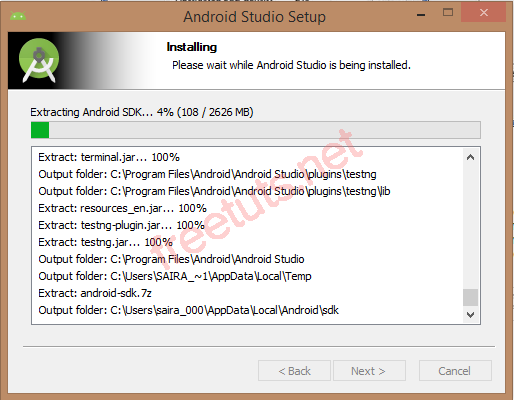 Android Studio Setup
Installing
Please wait while Android Studio is being installed.
Extracting Android SDK... 4% (108 / 2626 MB)
Extract: terminal.jar... 100%
Output folder: C:\Program Files\Android\Android Studio\plugins\testng
Output folder: C:\Program Files\Android\Android Studio\plugins\testng\lib
Extract: resources_en.jar... 100%
Extract: testng-plugin.jar... 100%
Extract: testng.jar... 100%
Output folder: C:\Program Files\Android\Android Studio
Output folder: C:\Users\SAIRA_~1\AppData\Local\Temp
Extract: android-sdk.7z
Output folder: C:\Users\saira_000\AppData\Local\Android\sdk
freetuts.net
< Back
Next >
Cancel